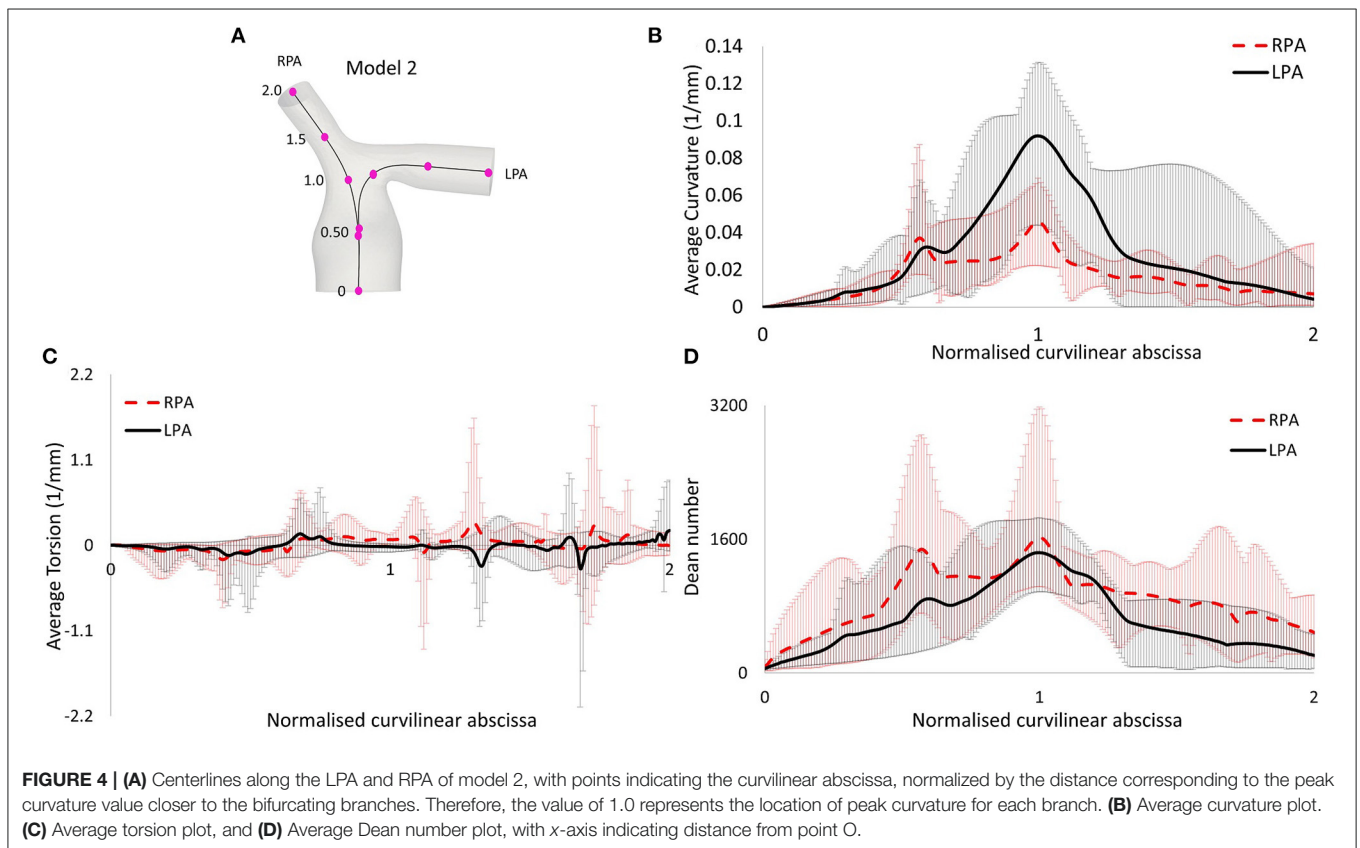 A
RPA
Model 2
2.0
1.5
1.0
LPA
0.50
0
B
RPA
LPA
0.14
0.12
0.1
0.08
0.06
0.04
0.02
0
Average Curvature (1/mm)
0
1
2
Normalised curvilinear abscissa
C
2.2
1.1
0
-1.1
-2.2
RPA
LPA
Average Torsion (1/mm)
0
1
2
Normalised curvilinear abscissa
D
3200
1600
0
RPA
LPA
Dean number
0
1
2
Normalised curvilinear abscissa
FIGURE 4 | (A) Centerlines along the LPA and RPA of model 2, with points indicating the curvilinear abscissa, normalized by the distance corresponding to the peak
curvature value closer to the bifurcating branches. Therefore, the value of 1.0 represents the location of peak curvature for each branch. (B) Average curvature plot.
(C) Average torsion plot, and (D) Average Dean number plot, with x-axis indicating distance from point O.